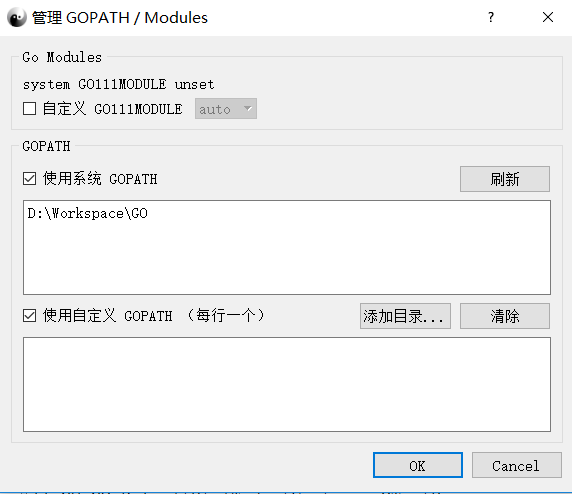 管理 GOPATH / Modules
Go Modules
system GO111MODULE unset
自定义 GO111MODULE auto
GOPATH
使用系统 GOPATH 刷新
D:\Workspace\GO
使用自定义 GOPATH （每行一个） 添加目录... 清除
OK Cancel